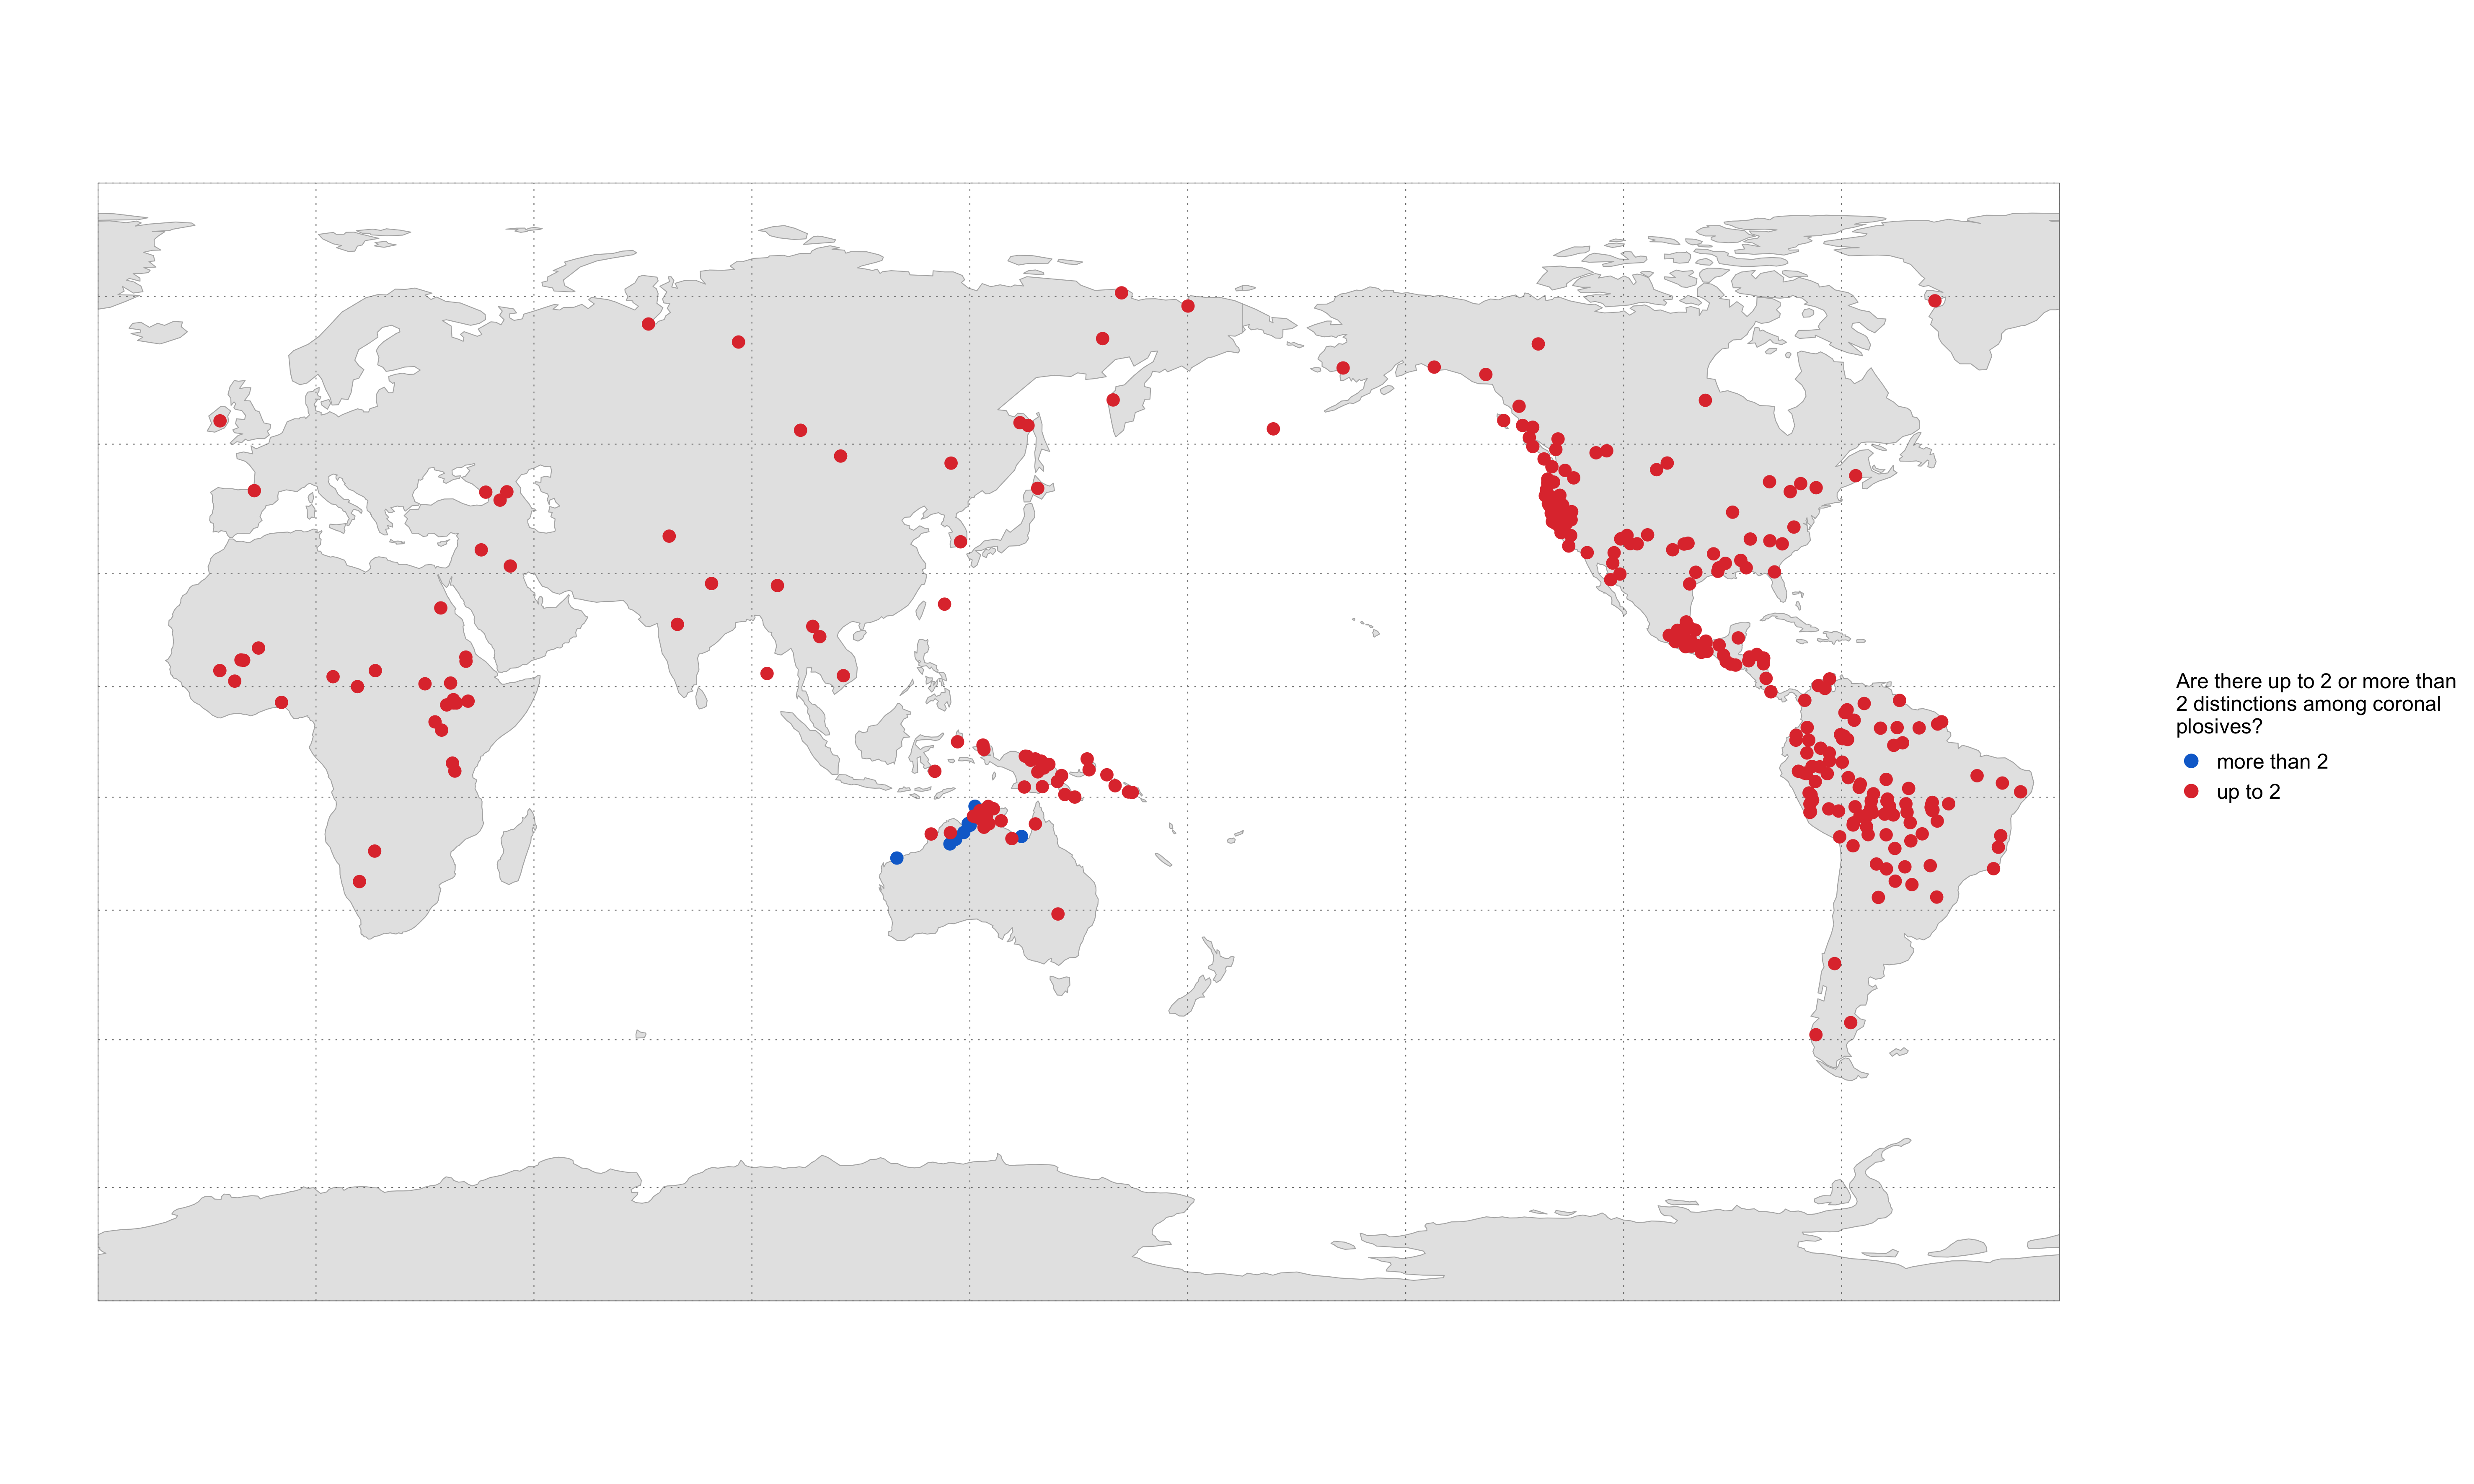 Are there up to 2 or more than
2 distinctions among coronal
plosives?
more than 2
up to 2